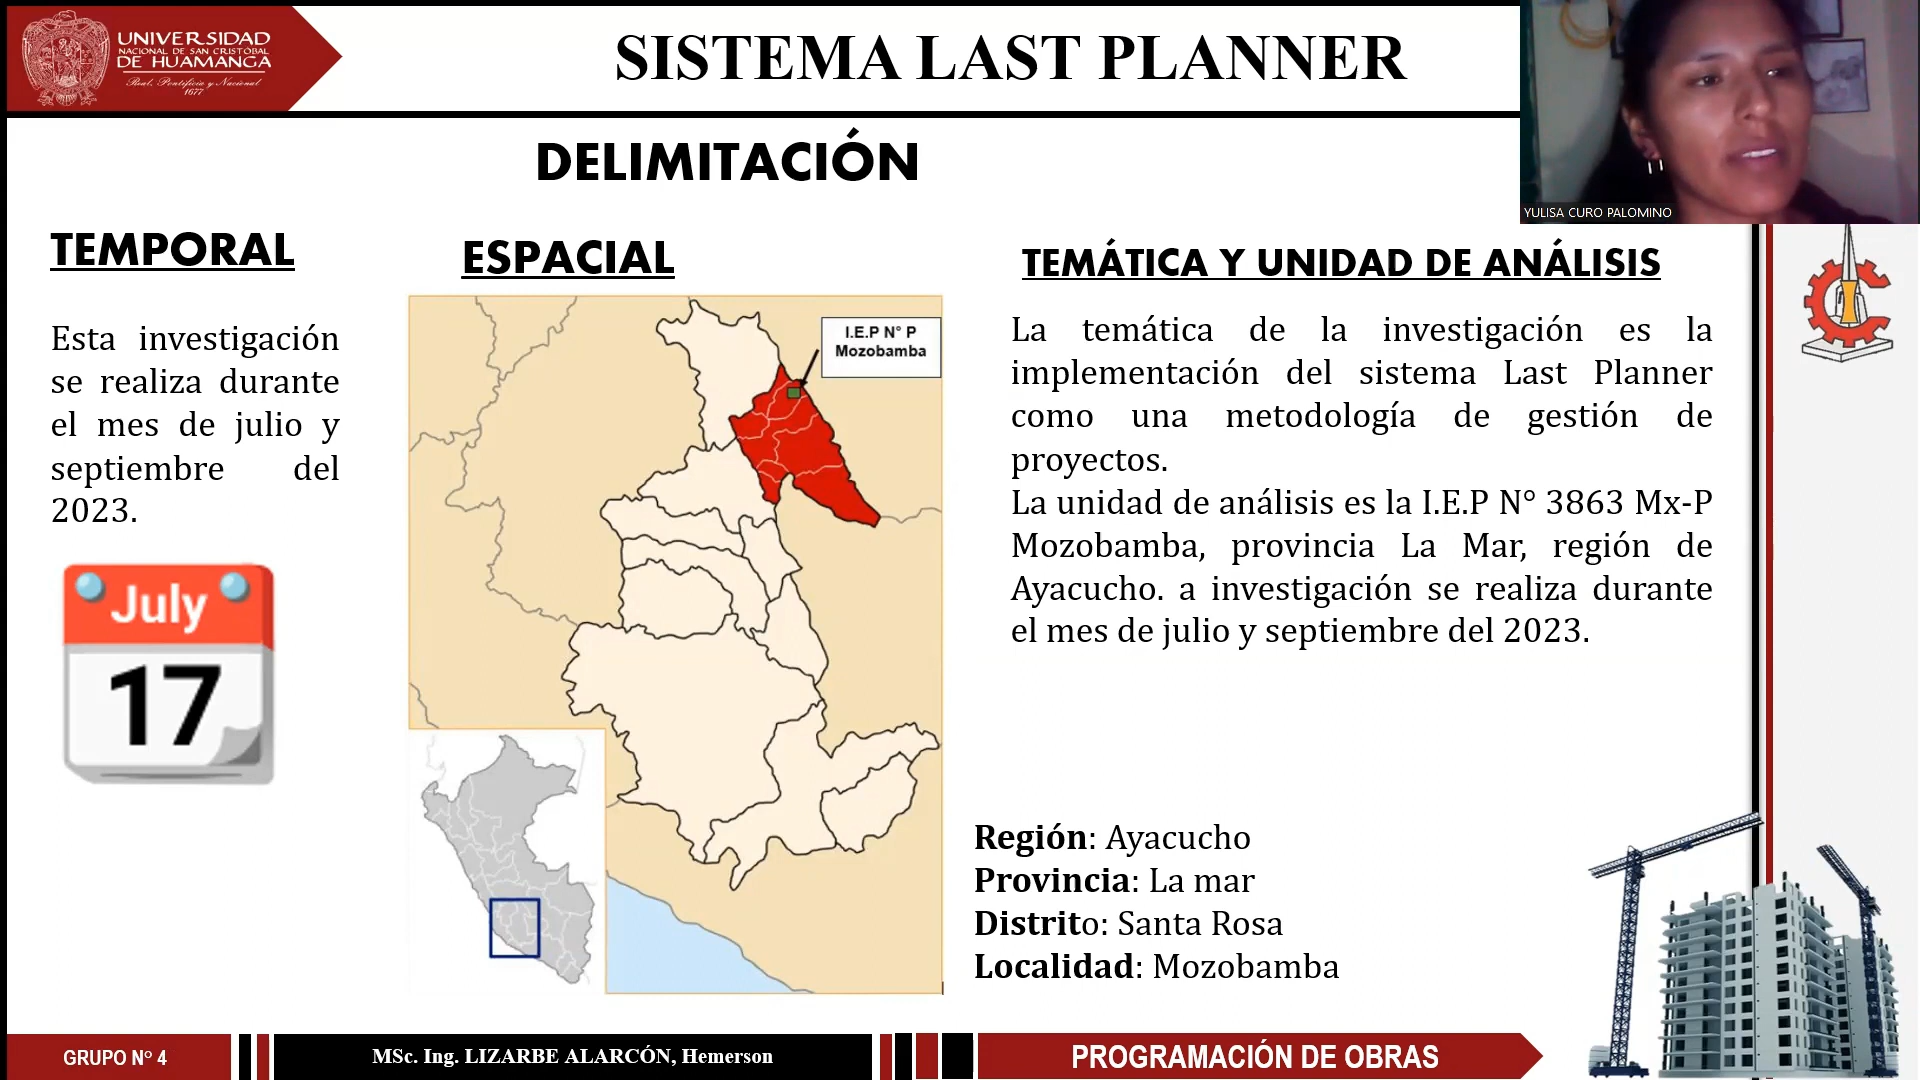 UNIVERSIDAD
NACIONAL DE SAN CRISTÓBAL
DE HUAMANGA
Real, Pontificia y Nacional
1677
SISTEMA LAST PLANNER
YULISA CURO PALOMINO
DELIMITACIÓN
TEMPORAL
Esta investigación
se realiza durante
el mes de julio y
septiembre del
2023.
July
17
ESPACIAL
I.E.P N° P
Mozobamba
TEMÁTICA Y UNIDAD DE ANÁLISIS
La temática de la investigación es la
implementación del sistema Last Planner
como una metodología de gestión de
proyectos.
La unidad de análisis es la I.E.P N° 3863 Mx-P
Mozobamba, provincia La Mar, región de
Ayacucho. a investigación se realiza durante
el mes de julio y septiembre del 2023.
Región: Ayacucho
Provincia: La mar
Distrito: Santa Rosa
Localidad: Mozobamba
GRUPO N° 4
MSc. Ing. LIZARBE ALARCÓN, Hemerson
PROGRAMACIÓN DE OBRAS